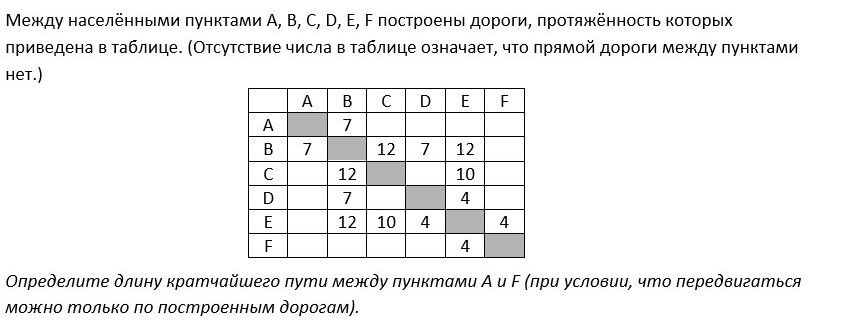 Между населёнными пунктами A, B, C, D, E, F построены дороги, протяжённость которых
приведена в таблице. (Отсутствие числа в таблице означает, что прямой дороги между пунктами
нет.)
A B C D E F
A 7
B 7 12 7 12
C 12 10
D 7 4
E 12 10 4 4
F 4
Определите длину кратчайшего пути между пунктами A и F (при условии, что передвигаться
можно только по построенным дорогам).